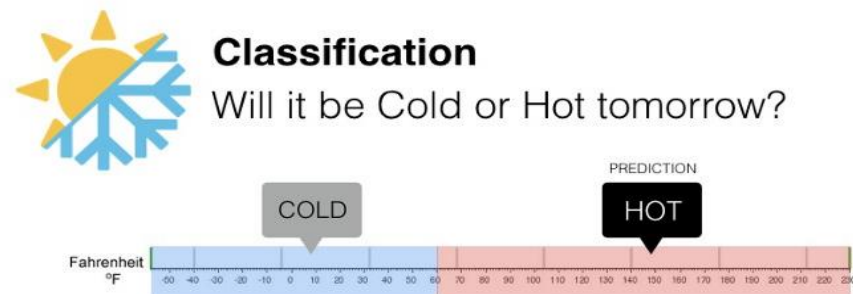 Classification
Will it be Cold or Hot tomorrow?
PREDICTION
COLD
HOT
Fahrenheit
°F
-50 -40 -30 -20 -10 0 10 20 30 40 50 60 70 80 90 100 110 120 130 140 150 160 170 180 190 200 210 220 230